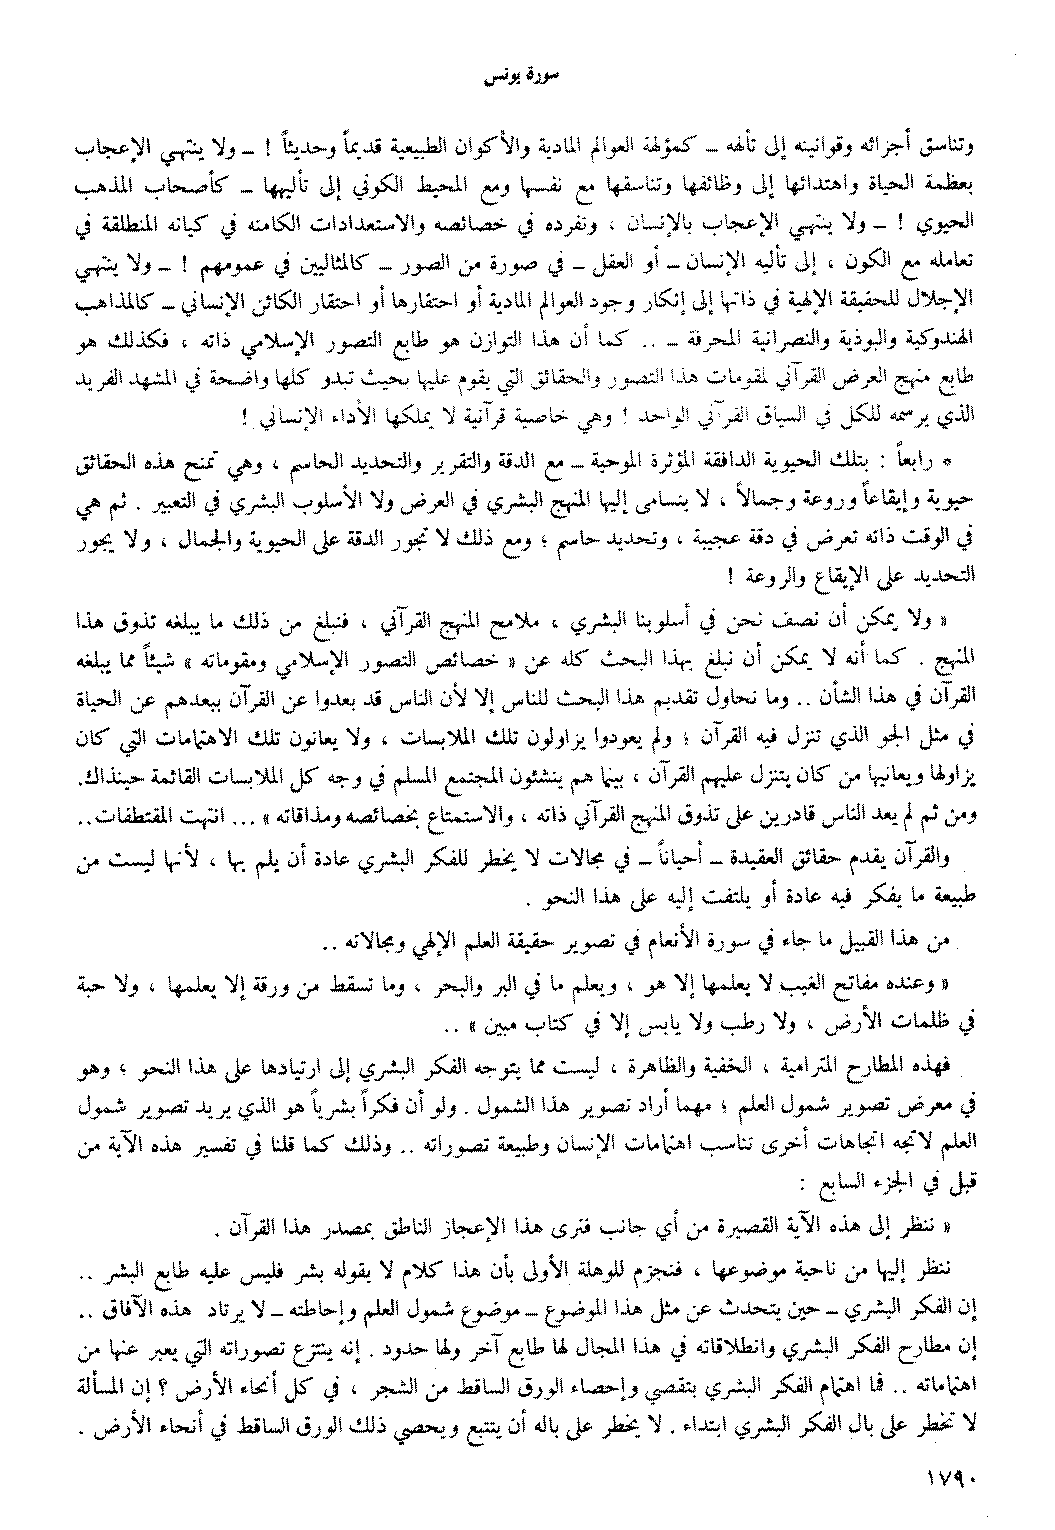 سورة يونس
وتناسق أجزائه وقوانينه إلى تألهه – كمؤلهة العوالم المادية والأكوان الطبيعية قديماً وحديثاً ! – ولا ينتهي الإعجاب
بعظمة الحياة واهتدائها إلى وظائفها وتناسقها مع نفسها ومع المحيط الكوني إلى تأليهها – كأصحاب المذهب
الحيوي ! – ولا ينتهي الإعجاب بالإنسان ، وتفرده في خصائصه والاستعدادات الكامنه في كيانه المنطلقة في
تعامله مع الكون ، إلى تأليه الإنسان – أو العقل – في صورة من الصور – كالمثاليين في عمومهم ! – ولا ينتهي
الإجلال للحقيقة الإلهية في ذاتها إلى إنكار وجود العوالم المادية أو احتقارها أو احتقار الكائن الإنساني – كالمذاهب
الهندوكية والبوذية والنصرانية المحرفة – .. كما أن هذا التوازن هو طابع التصور الإسلامي ذاته ، فكذلك هو
طابع منهج العرض القرآني لمقومات هذا التصور والحقائق التي يقوم عليها بحيث تبدو كلها واضحة في المشهد الفريد
الذي يرسمه للكل في السياق القرآني الواحد ! وهي خاصية قرآنية لا يملكها الأداء الإنساني !
« رابعاً : بتلك الحيوية الدافقة المؤثرة الموحية – مع الدقة والتقرير والتحديد الحاسم ، وهي تمنح هذه الحقائق
حيوية وإيقاعاً وروعة وجمالاً ، لا يتسامى إليها المنهج البشري في العرض ولا الأسلوب البشري في التعبير . ثم هي
في الوقت ذاته تعرض في دقة عجيبة ، وتحديد حاسم ؛ ومع ذلك لا تجور الدقة على الحيوية والجمال ، ولا يجور
التحديد على الإيقاع والروعة !
« ولا يمكن أن نصف نحن في أسلوبنا البشري ، ملامح المنهج القرآني ، فنبلغ من ذلك ما يبلغه تذوق هذا
المنهج . كما أنه لا يمكن أن نبلغ بهذا البحث كله عن « خصائص التصور الإسلامي ومقوماته » شيئاً مما يبلغه
القرآن في هذا الشأن .. وما نحاول تقديم هذا البحث للناس إلا لأن الناس قد بعدوا عن القرآن ببعدهم عن الحياة
في مثل الجو الذي تنزل فيه القرآن ؛ ولم يعودوا يزاولون تلك الملابسات ، ولا يعانون تلك الاهتمامات التي كان
يزاولها ويعانيها من كان يتنزل عليهم القرآن ، بينما هم ينشئون المجتمع المسلم في وجه كل الملابسات القائمة حينذاك.
ومن ثم لم يعد الناس قادرين على تذوق المنهج القرآني ذاته ، والاستمتاع بخصائصه ومذاقاته » ... انتهت المقتطفات..
والقرآن يقدم حقائق العقيدة – أحياناً – في مجالات لا يخطر للفكر البشري عادة أن يلم بها ، لأنها ليست من
طبيعة ما يفكر فيه عادة أو يلتفت إليه على هذا النحو .
من هذا القبيل ما جاء في سورة الأنعام في تصوير حقيقة العلم الإلهي ومجالاته ..
« وعنده مفاتح الغيب لا يعلمها إلا هو ، ويعلم ما في البر والبحر ، وما تسقط من ورقة إلا يعلمها ، ولا حبة
في ظلمات الأرض ، ولا رطب ولا يابس إلا في كتاب مبين » ..
فهذه المطارح المترامية ، الخفية والظاهرة ، ليست مما يتوجه الفكر البشري إلى ارتيادها على هذا النحو ؛ وهو
في معرض تصوير شمول العلم ؛ مهما أراد تصوير هذا الشمول . ولو أن فكراً بشرياً هو الذي يريد تصوير شمول
العلم لاتجه اتجاهات أخرى تناسب اهتمامات الإنسان وطبيعة تصوراته .. وذلك كما قلنا في تفسير هذه الآية من
قبل في الجزء السابع :
« ننظر إلى هذه الآية القصيرة من أي جانب فنرى هذا الإعجاز الناطق بمصدر هذا القرآن .
ننظر إليها من ناحية موضوعها ، فنجزم للوهلة الأولى بأن هذا كلام لا يقوله بشر فليس عليه طابع البشر ..
إن الفكر البشري – حين يتحدث عن مثل هذا الموضوع – موضوع شمول العلم وإحاطته – لا يرتاد هذه الآفاق ..
إن مطارح الفكر البشري وانطلاقاته في هذا المجال لها طابع آخر ولها حدود . إنه ينتزع تصوراته التي يعبر عنها من
اهتماماته .. فما اهتمام الفكر البشري بتقصي وإحصاء الورق الساقط من الشجر ، في كل أنحاء الأرض ؟ إن المسألة
لا تخطر على بال الفكر البشري ابتداء . لا يخطر على باله أن يتتبع ويحصي ذلك الورق الساقط في أنحاء الأرض .
١٧٩٠